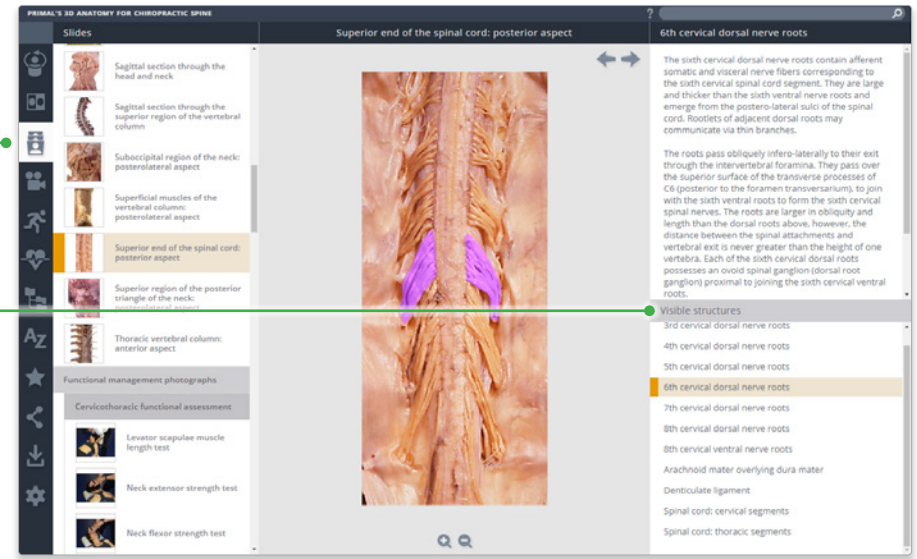 PRIMAL'S 3D ANATOMY FOR CHIROPRACTIC SPINE
?
Slides
Sagittal section through the
head and neck
Sagittal section through the
superior region of the vertebral
column
Suboccipital region of the neck:
posterolateral aspect
Superficial muscles of the
vertebral column:
posterolateral aspect
Superior end of the spinal cord:
posterior aspect
Superior region of the posterior
triangle of the neck:
posterolateral aspect
Thoracic vertebral column:
anterior aspect
Functional management photographs
Cervicothoracic functional assessment
Levator scapulae muscle
length test
Neck extensor strength test
Neck flexor strength test
AZ
Superior end of the spinal cord: posterior aspect
6th cervical dorsal nerve roots
The sixth cervical dorsal nerve roots contain afferent
somatic and visceral nerve fibers corresponding to
the sixth cervical spinal cord segment. They are large
and thicker than the sixth ventral nerve roots and
emerge from the postero-lateral sulci of the spinal
cord. Rootlets of adjacent dorsal roots may
communicate via thin branches.
The roots pass obliquely infero-laterally to their exit
through the intervertebral foramina. They pass over
the superior surface of the transverse processes of
C6 (posterior to the foramen transversarium), to join
with the sixth ventral roots to form the sixth cervical
spinal nerves. The roots are larger in obliquity and
length than the dorsal roots above, however, the
distance between the spinal attachments and
vertebral exit is never greater than the height of one
vertebra. Each of the sixth cervical dorsal roots
possesses an ovoid spinal ganglion (dorsal root
ganglion) proximal to joining the sixth cervical ventral
roots.
Visible structures
3rd cervical dorsal nerve roots
4th cervical dorsal nerve roots
5th cervical dorsal nerve roots
6th cervical dorsal nerve roots
7th cervical dorsal nerve roots
8th cervical dorsal nerve roots
8th cervical ventral nerve roots
Arachnoid mater overlying dura mater
Denticulate ligament
Spinal cord: cervical segments
Spinal cord: thoracic segments